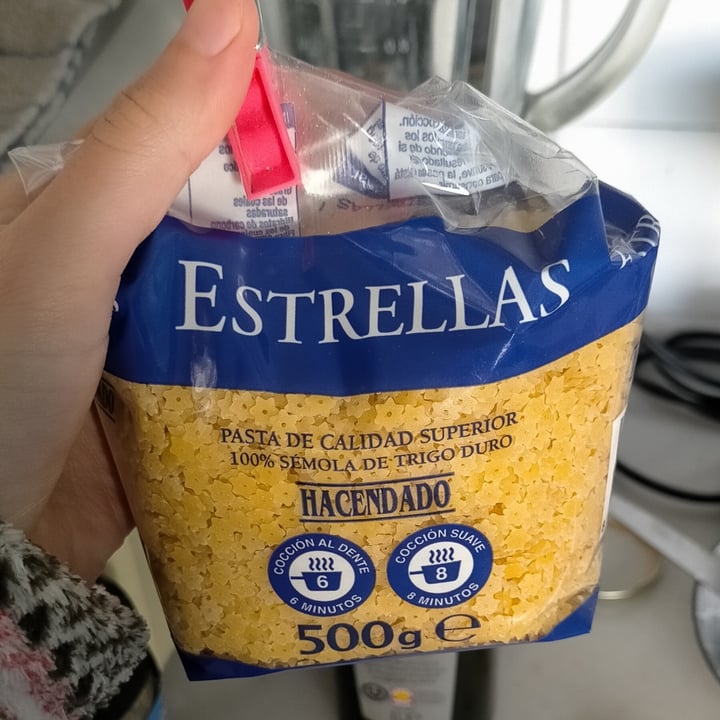 ESTRELLAS
PASTA DE CALIDAD SUPERIOR
100% SÉMOLA DE TRIGO DURO
HACENDADO
COCCIÓN AL DENTE
6
6 MINUTOS
COCCIÓN SUAVE
8
8 MINUTOS
500g e